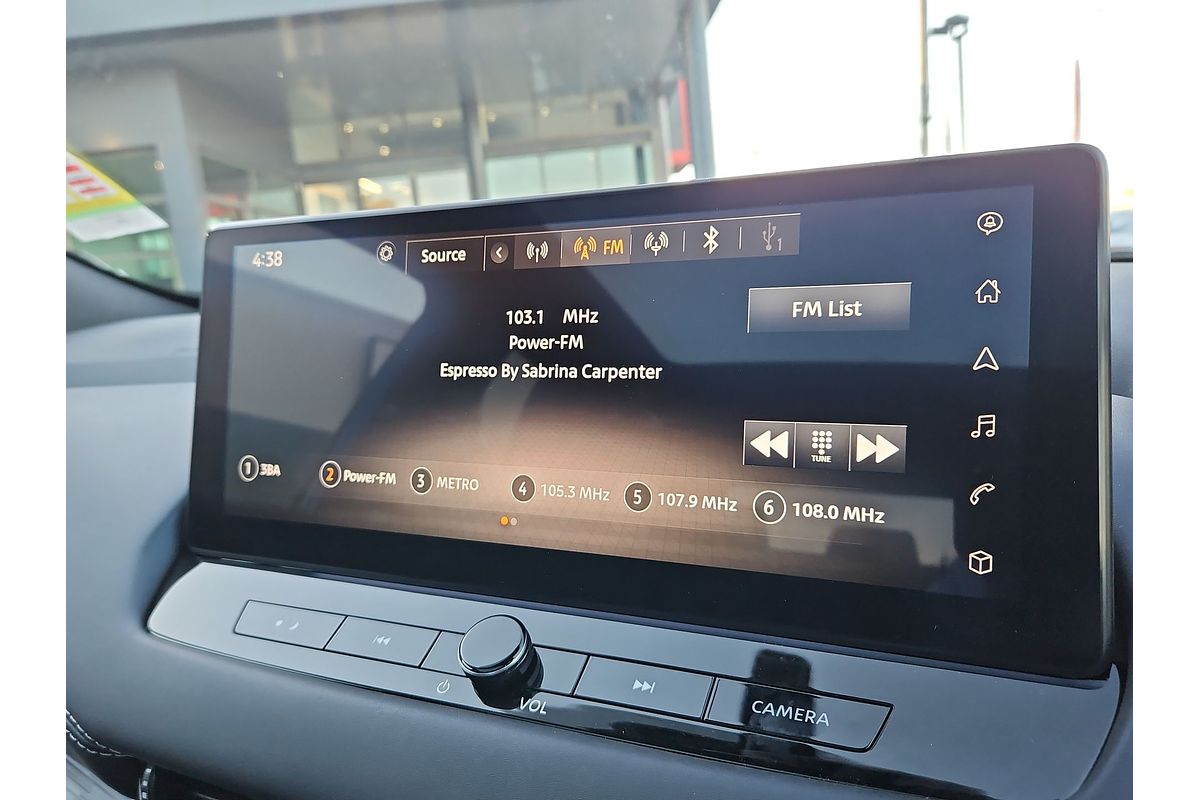 4:38
Source
FM
1
103.1 MHz
FM List
Power-FM
Espresso By Sabrina Carpenter
TUNE
1 3BA
2 Power-FM
3 METRO
4 105.3 MHz
5 107.9 MHz
6 108.0 MHz
VOL
CAMERA